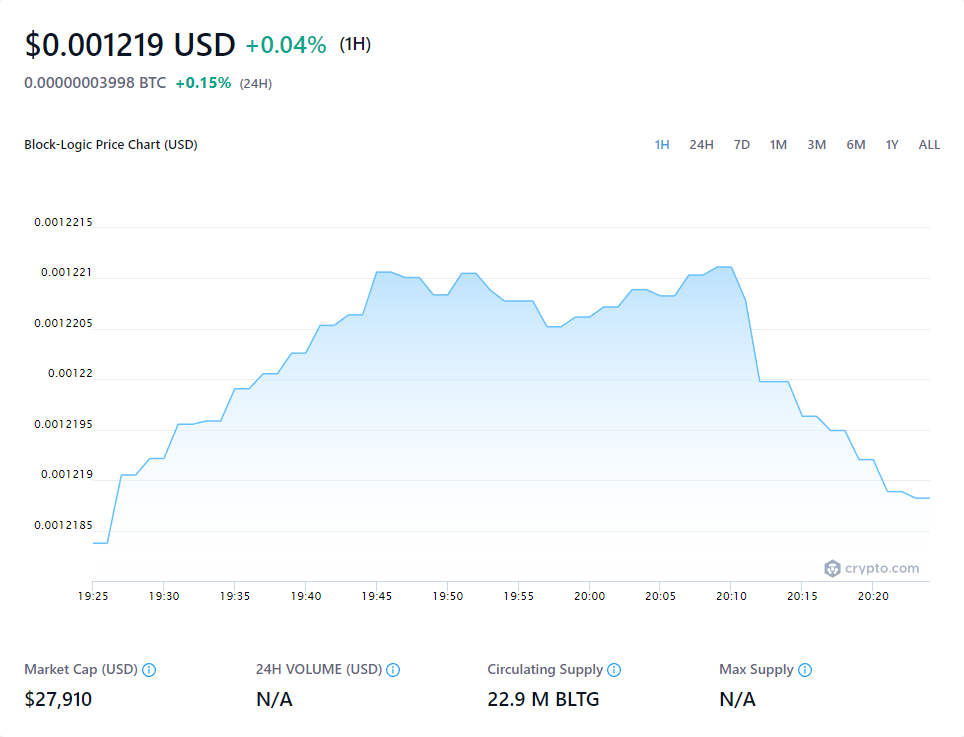 $0.001219 USD +0.04% (1H)
0.00000003998 BTC +0.15% (24H)
Block-Logic Price Chart (USD) 1H 24H 7D 1M 3M 6M 1Y ALL
0.0012215
0.001221
0.0012205
0.00122
0.0012195
0.001219
0.0012185
crypto.com
19:25 19:30 19:35 19:40 19:45 19:50 19:55 20:00 20:05 20:10 20:15 20:20
Market Cap (USD) 24H VOLUME (USD) Circulating Supply Max Supply
$27,910 N/A 22.9 M BLTG N/A